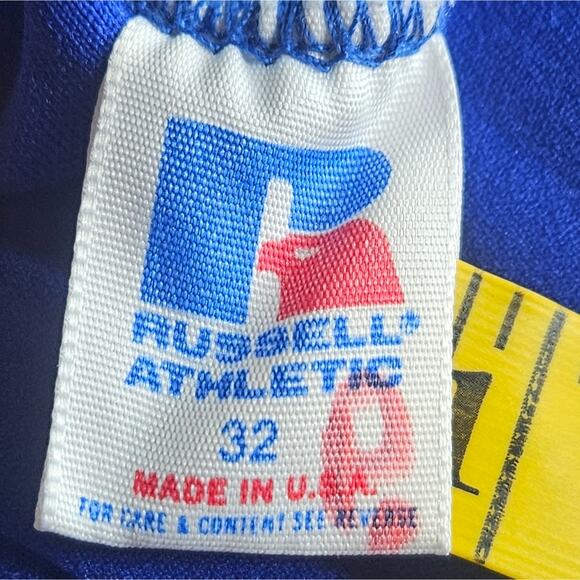 RUSSELL®
ATHLETIC
32
MADE IN U.S.A.
FOR CARE & CONTENT SEE REVERSE